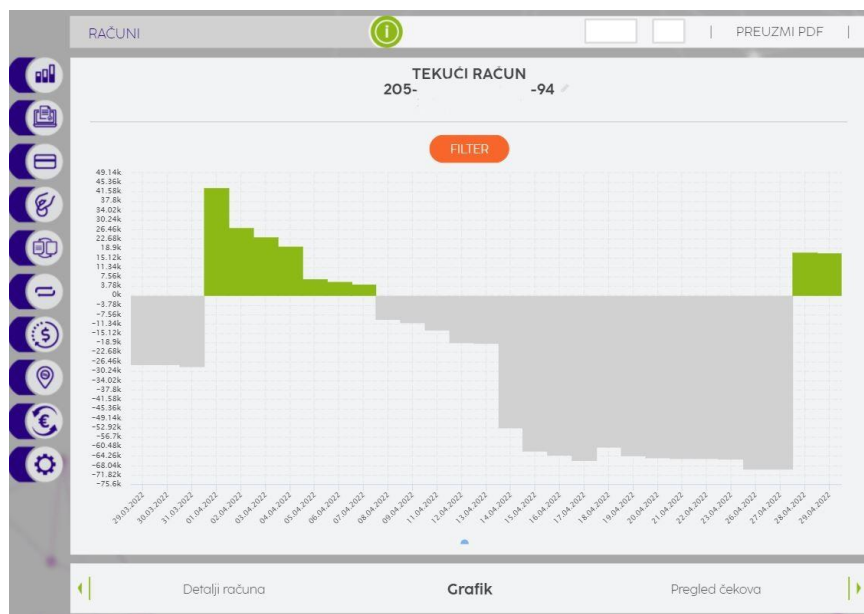 RAČUNI
i
| PREUZMI PDF |
TEKUĆI RAČUN
205- -94
FILTER
49.14k
45.36k
41.58k
37.8k
34.02k
30.24k
26.46k
22.68k
18.9k
15.12k
11.34k
7.56k
3.78k
0k
-3.78k
-7.56k
-11.34k
-15.12k
-18.9k
-22.68k
-26.46k
-30.24k
-34.02k
-37.8k
-41.58k
-45.36k
-49.14k
-52.92k
-56.7k
-60.48k
-64.26k
-68.04k
-71.82k
-75.6k
29.03.2022
30.03.2022
31.03.2022
01.04.2022
02.04.2022
03.04.2022
04.04.2022
05.04.2022
06.04.2022
07.04.2022
08.04.2022
09.04.2022
11.04.2022
12.04.2022
13.04.2022
14.04.2022
15.04.2022
16.04.2022
17.04.2022
18.04.2022
19.04.2022
20.04.2022
21.04.2022
22.04.2022
23.04.2022
26.04.2022
27.04.2022
28.04.2022
29.04.2022
Detalji računa Grafik Pregled čekova